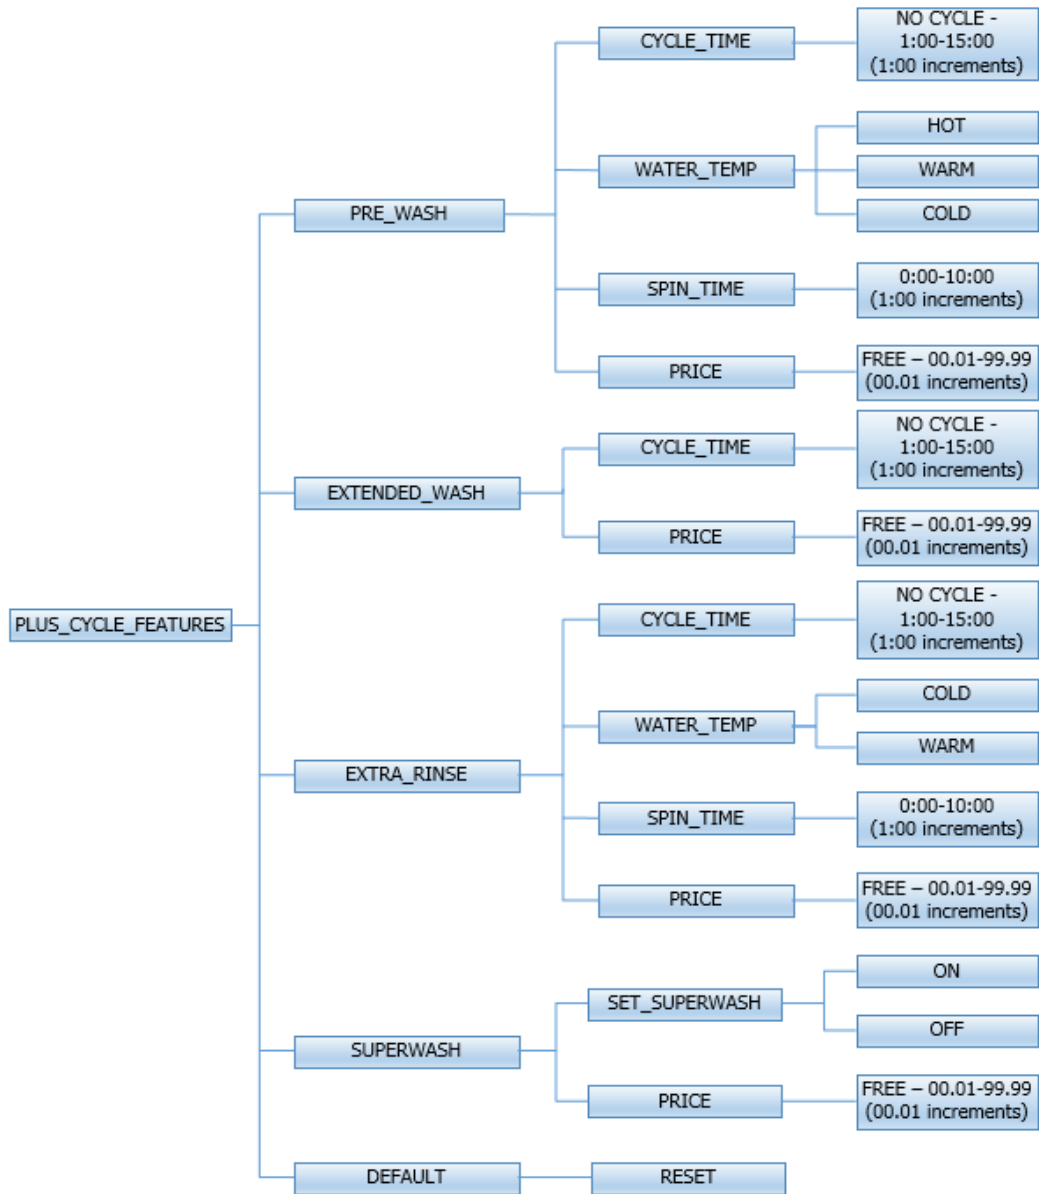 PLUS_CYCLE_FEATURES
PRE_WASH
CYCLE_TIME
NO CYCLE -
1:00-15:00
(1:00 increments)
WATER_TEMP
HOT
WARM
COLD
SPIN_TIME
0:00-10:00
(1:00 increments)
PRICE
FREE – 00.01-99.99
(00.01 increments)
EXTENDED_WASH
CYCLE_TIME
NO CYCLE -
1:00-15:00
(1:00 increments)
PRICE
FREE – 00.01-99.99
(00.01 increments)
EXTRA_RINSE
CYCLE_TIME
NO CYCLE -
1:00-15:00
(1:00 increments)
WATER_TEMP
COLD
WARM
SPIN_TIME
0:00-10:00
(1:00 increments)
PRICE
FREE – 00.01-99.99
(00.01 increments)
SUPERWASH
SET_SUPERWASH
ON
OFF
PRICE
FREE – 00.01-99.99
(00.01 increments)
DEFAULT
RESET